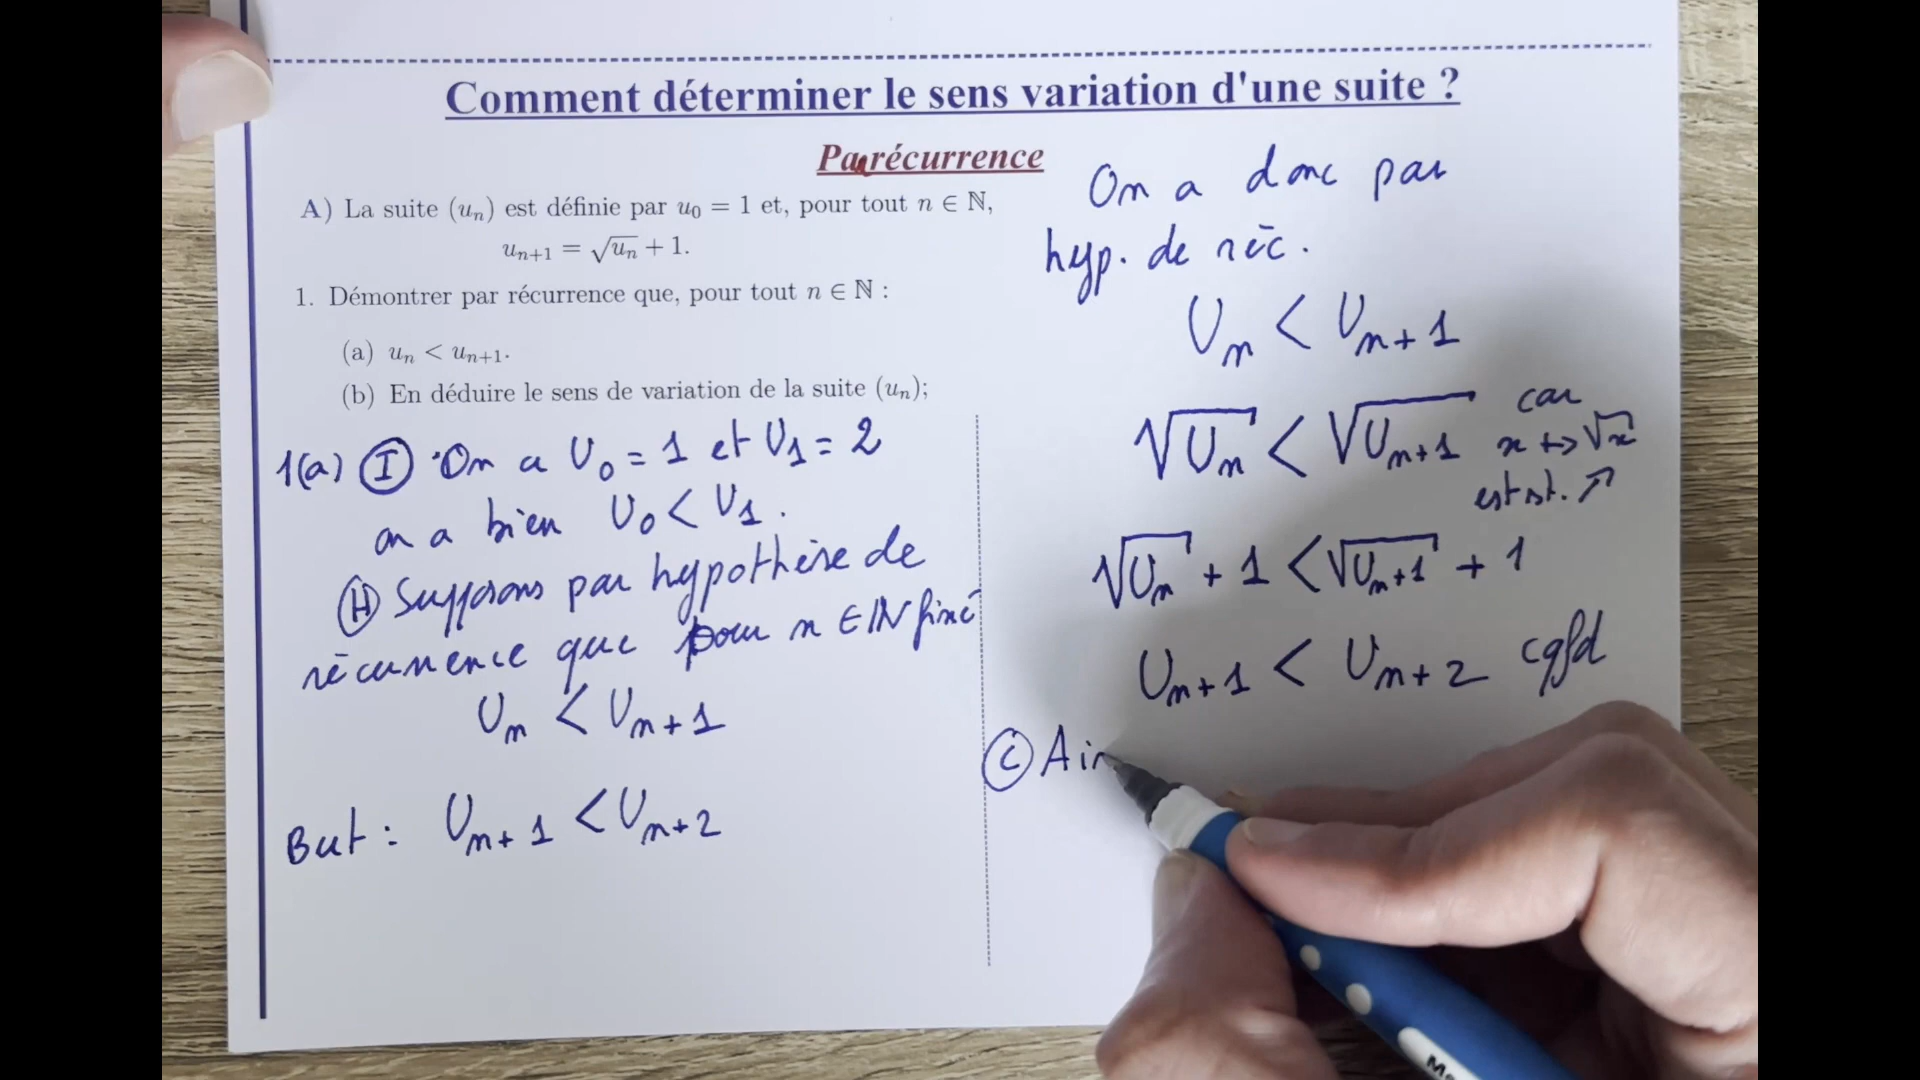 Comment déterminer le sens variation d'une suite ?
Par récurrence
A) La suite (uₙ) est définie par u₀ = 1 et, pour tout n ∈ ℕ,
uₙ₊₁ = √uₙ + 1.
1. Démontrer par récurrence que, pour tout n ∈ ℕ :
(a) uₙ < uₙ₊₁.
(b) En déduire le sens de variation de la suite (uₙ);
1(a) Ⓘ On a U₀ = 1 et U₁ = 2
on a bien U₀ < U₁.
Ⓗ Supposons par hypothèse de
récurrence que pour n ∈ ℕ fixé
Uₙ < Uₙ₊₁
But : Uₙ₊₁ < Uₙ₊₂
On a donc par
hyp. de réc.
Uₙ < Uₙ₊₁
√Uₙ < √Uₙ₊₁ car
x ↦ √x
est st. ↗
√Uₙ + 1 < √Uₙ₊₁ + 1
Uₙ₊₁ < Uₙ₊₂ cqfd
Ⓒ Ain